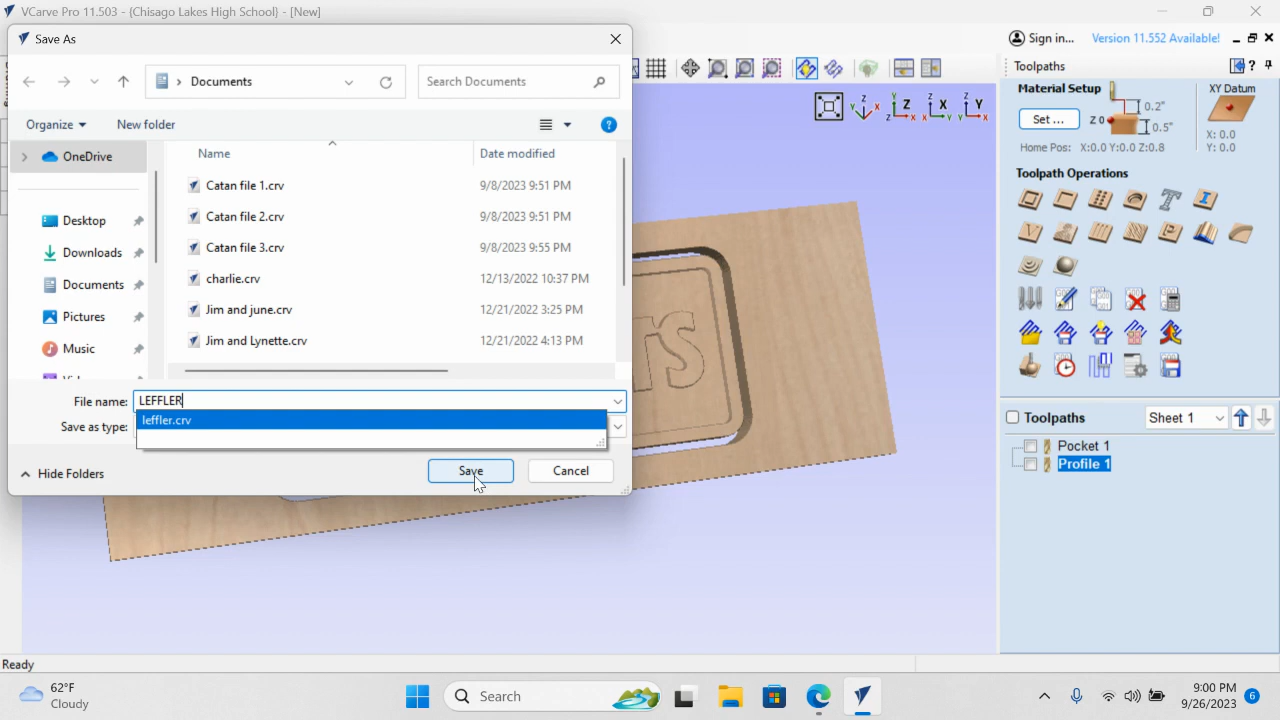 VCarve Pro 11.503 - {Chisago Lakes High School} - [New]
Save As
Sign in...
Version 11.552 Available!
Documents
Search Documents
Toolpaths
?
Organize
New folder
?
Material Setup
XY Datum
Set ...
Z 0
0.2"
0.5"
X: 0.0
Y: 0.0
Home Pos: X:0.0 Y:0.0 Z:0.8
Z
Y
X
Y
Z
X
Z
X
Y
Z
Y
X
OneDrive
Desktop
Downloads
Documents
Pictures
Music
Name
Date modified
Catan file 1.crv
9/8/2023 9:51 PM
Catan file 2.crv
9/8/2023 9:51 PM
Catan file 3.crv
9/8/2023 9:55 PM
charlie.crv
12/13/2022 10:37 PM
Jim and june.crv
12/21/2022 3:25 PM
Jim and Lynette.crv
12/21/2022 4:13 PM
Toolpath Operations
File name:
LEFFLER
leffler.crv
Save as type:
Hide Folders
Save
Cancel
Toolpaths
Sheet 1
Pocket 1
Profile 1
Ready
62°F
Cloudy
Search
9:00 PM
9/26/2023
6